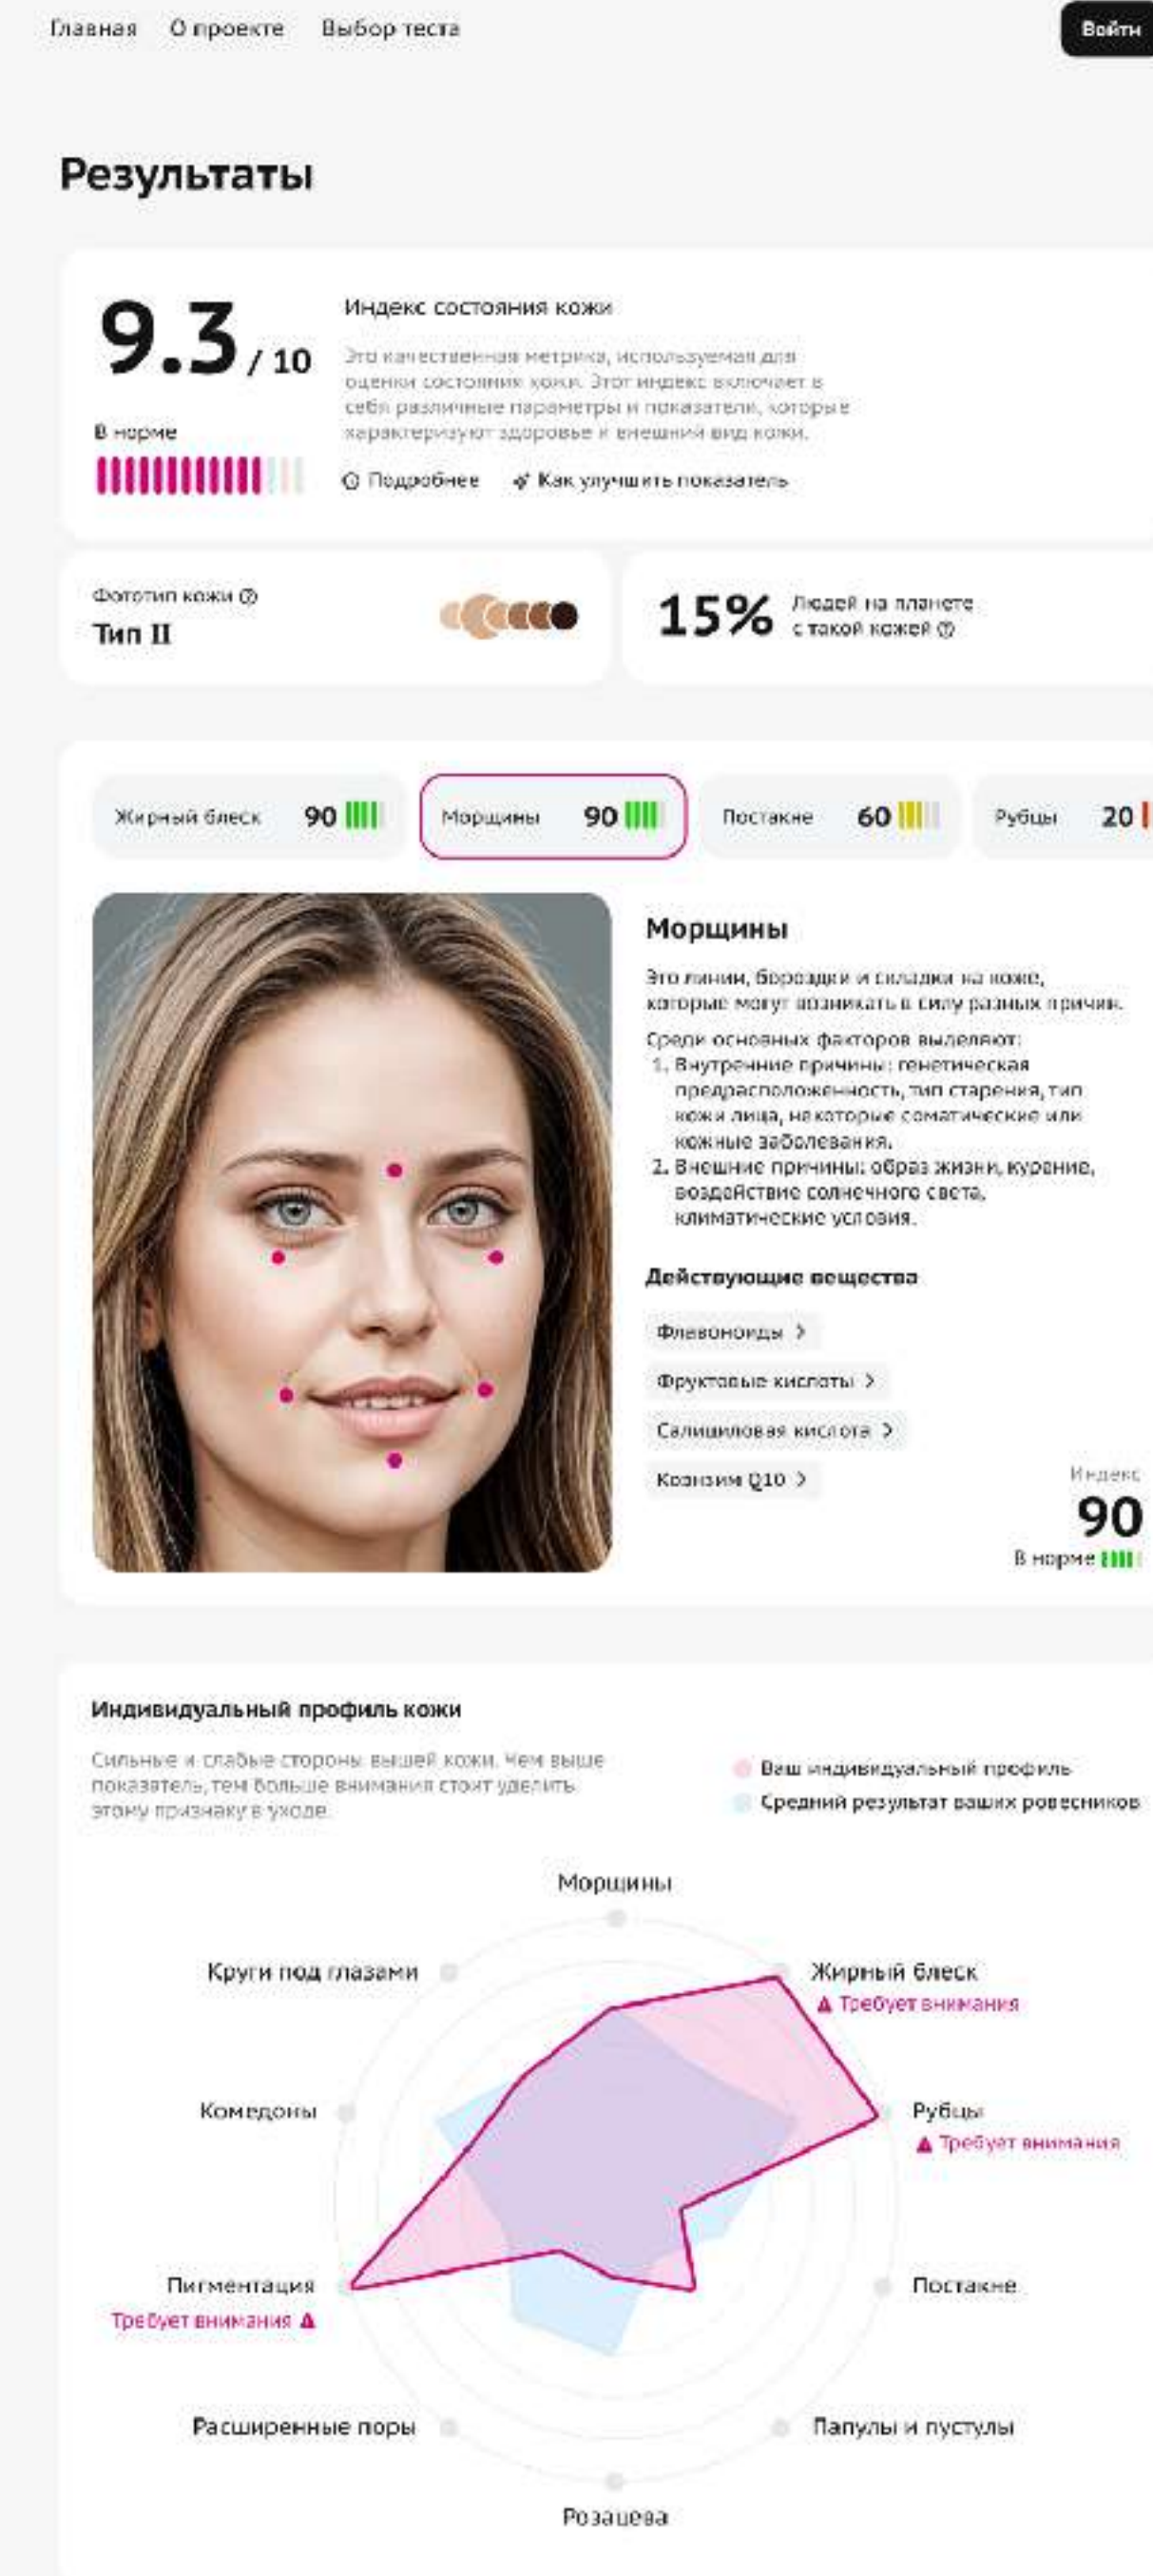 Главная О проекте Выбор теста Войти
Результаты
9.3 / 10
В норме
Индекс состояния кожи
Это качественная метрика, используемая для
оценки состояния кожи. Этот индекс включает в
себя различные параметры и показатели, которые
характеризуют здоровье и внешний вид кожи.
Подробнее Как улучшить показатель
Фототип кожи
Тип II
15% Людей на планете
с такой кожей
Жирный блеск 90 Морщины 90 Постакне 60 Рубцы 20
Морщины
Это линии, бороздки и складки на коже,
которые могут возникать в силу разных причин.
Среди основных факторов выделяют:
1. Внутренние причины: генетическая
предрасположенность, тип старения, тип
кожи лица, некоторые соматические или
кожные заболевания.
2. Внешние причины: образ жизни, курение,
воздействие солнечного света,
климатические условия.
Действующие вещества
Флавоноиды
Фруктовые кислоты
Салициловая кислота
Коэнзим Q10
Индекс
90
В норме
Индивидуальный профиль кожи
Сильные и слабые стороны вышей кожи. Чем выше
показатель, тем больше внимания стоит уделить
этому признаку в уходе.
Ваш индивидуальный профиль
Средний результат ваших ровесников
Морщины
Круги под глазами
Жирный блеск
Требует внимания
Комедоны
Рубцы
Требует внимания
Пигментация
Требует внимания
Постакне
Расширенные поры
Папулы и пустулы
Розацеа